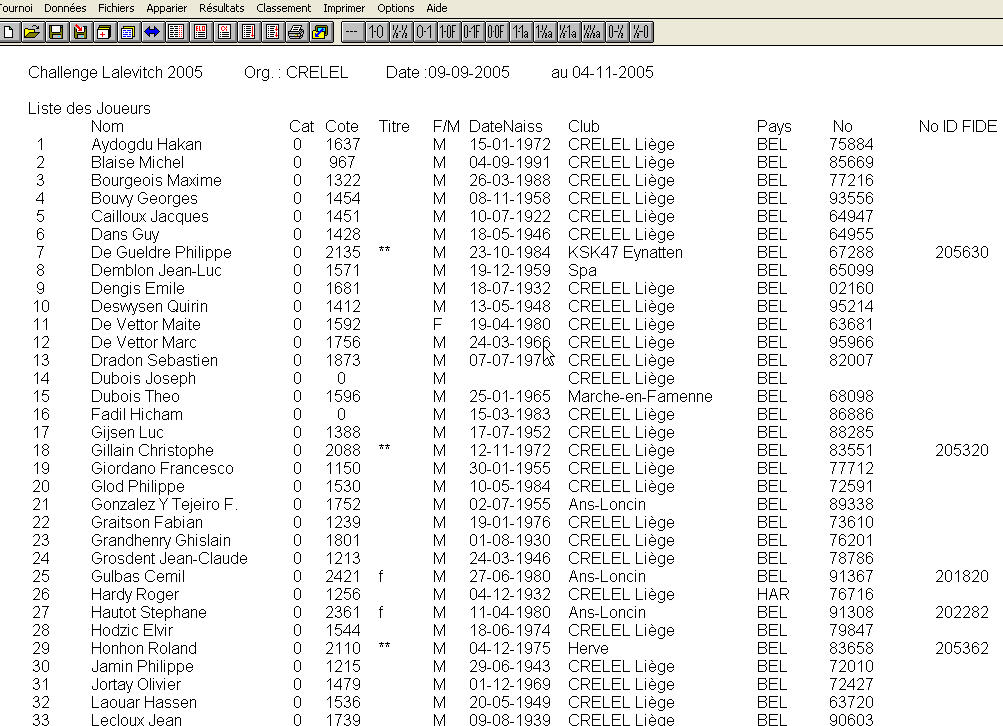 Tournoi Données Fichiers Apparier Résultats Classement Imprimer Options Aide
--- 1-0 ½-½ 0-1 1-0F 0-1F 0-0F 1-1a 1-½a ½-1a ½-½a 0-½ ½-0
Challenge Lalevitch 2005 Org. : CRELEL Date :09-09-2005 au 04-11-2005
Liste des Joueurs
Nom Cat Cote Titre F/M DateNaiss Club Pays No No ID FIDE
1 Aydogdu Hakan 0 1637 M 15-01-1972 CRELEL Liège BEL 75884
2 Blaise Michel 0 967 M 04-09-1991 CRELEL Liège BEL 85669
3 Bourgeois Maxime 0 1322 M 26-03-1988 CRELEL Liège BEL 77216
4 Bouvy Georges 0 1454 M 08-11-1958 CRELEL Liège BEL 93556
5 Cailloux Jacques 0 1451 M 10-07-1922 CRELEL Liège BEL 64947
6 Dans Guy 0 1428 M 18-05-1946 CRELEL Liège BEL 64955
7 De Gueldre Philippe 0 2135 ** M 23-10-1984 KSK47 Eynatten BEL 67288 205630
8 Demblon Jean-Luc 0 1571 M 19-12-1959 Spa BEL 65099
9 Dengis Emile 0 1681 M 18-07-1932 CRELEL Liège BEL 02160
10 Deswysen Quirin 0 1412 M 13-05-1948 CRELEL Liège BEL 95214
11 De Vettor Maite 0 1592 F 19-04-1980 CRELEL Liège BEL 63681
12 De Vettor Marc 0 1756 M 24-03-1966 CRELEL Liège BEL 95966
13 Dradon Sebastien 0 1873 M CRELEL Liège BEL 82007
14 Dubois Joseph 0 0 M CRELEL Liège BEL
15 Dubois Theo 0 1596 M 25-01-1965 Marche-en-Famenne BEL 68098
16 Fadil Hicham 0 0 M 15-03-1983 CRELEL Liège BEL 86886
17 Gijsen Luc 0 1388 M 17-07-1952 CRELEL Liège BEL 88285
18 Gillain Christophe 0 2088 ** M 12-11-1972 CRELEL Liège BEL 83551 205320
19 Giordano Francesco 0 1150 M 30-01-1955 CRELEL Liège BEL 77712
20 Glod Philippe 0 1530 M 10-05-1984 CRELEL Liège BEL 72591
21 Gonzalez Y Tejeiro F. 0 1752 M 02-07-1955 Ans-Loncin BEL 89338
22 Graitson Fabian 0 1239 M 19-01-1976 CRELEL Liège BEL 73610
23 Grandhenry Ghislain 0 1801 M 01-08-1930 CRELEL Liège BEL 76201
24 Grosdent Jean-Claude 0 1213 M 24-03-1946 CRELEL Liège BEL 78786
25 Gulbas Cemil 0 2421 f M 27-06-1980 Ans-Loncin BEL 91367 201820
26 Hardy Roger 0 1256 M 04-12-1932 CRELEL Liège HAR 76716
27 Hautot Stephane 0 2361 f M 11-04-1980 Ans-Loncin BEL 91308 202282
28 Hodzic Elvir 0 1544 M 18-06-1974 CRELEL Liège BEL 79847
29 Honhon Roland 0 2110 ** M 04-12-1975 Herve BEL 83658 205362
30 Jamin Philippe 0 1215 M 29-06-1943 CRELEL Liège BEL 72010
31 Jortay Olivier 0 1479 M 01-12-1969 CRELEL Liège BEL 72427
32 Laouar Hassen 0 1536 M 20-05-1949 CRELEL Liège BEL 63720
33 Lecloux Jean 0 1739 M 09-08-1939 CRELEL Liège BEL 90603